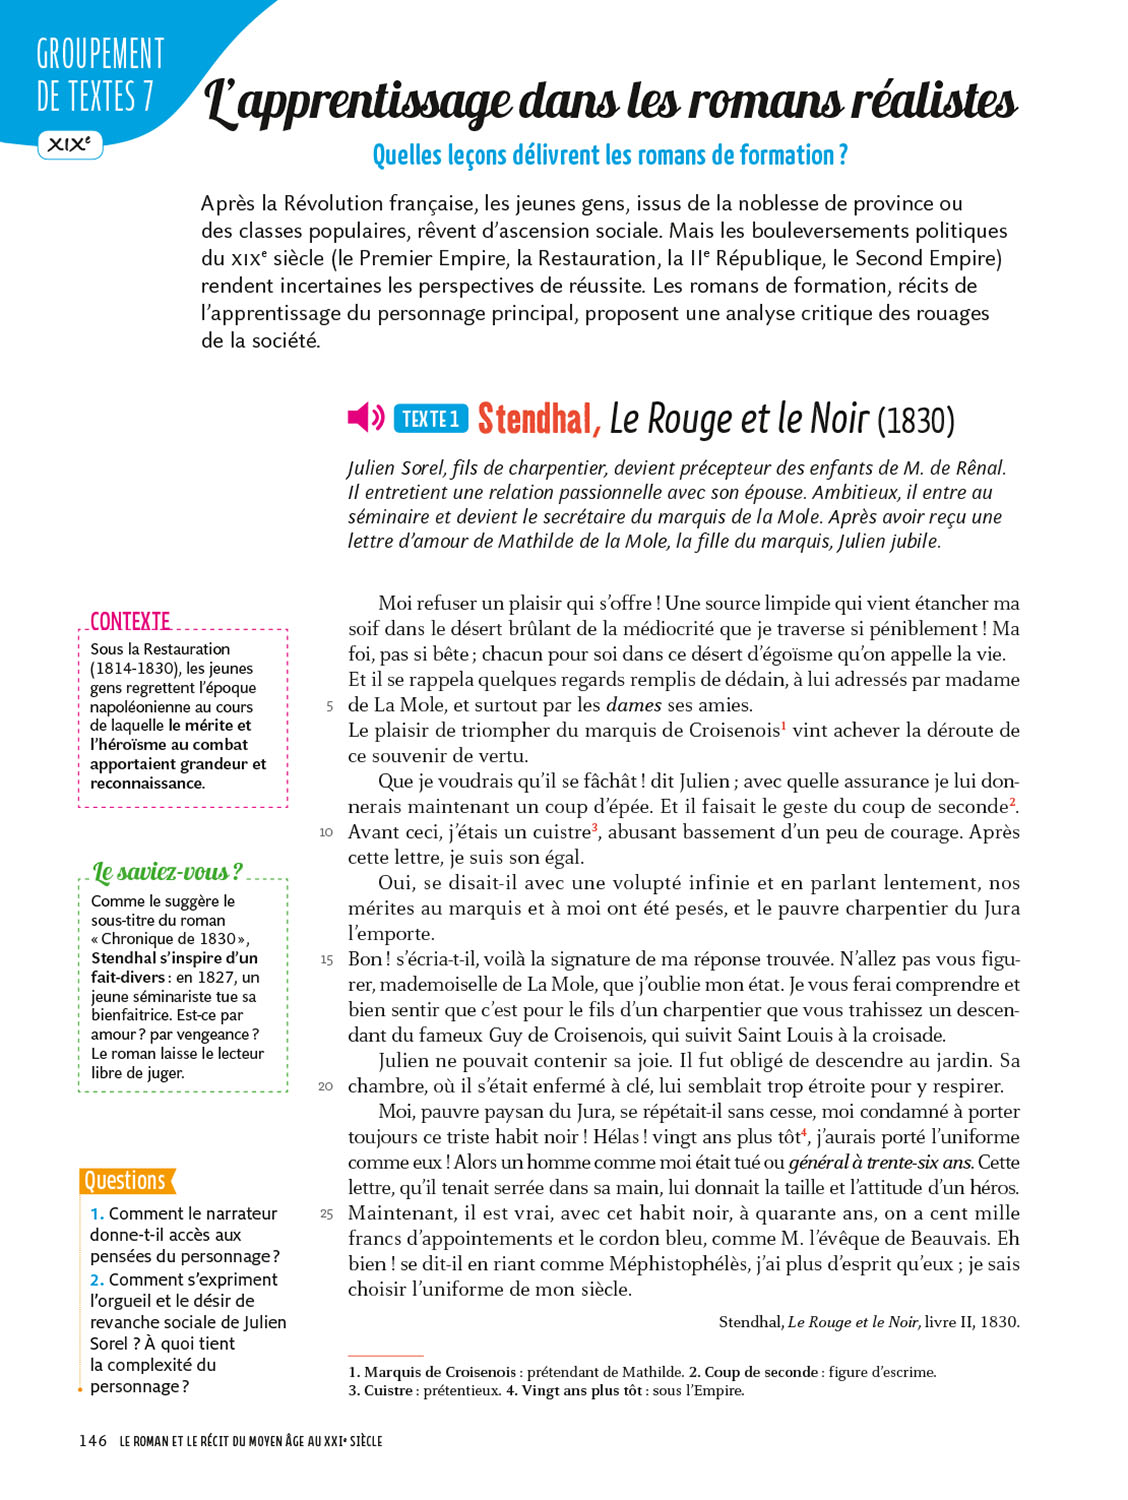 GROUPEMENT
DE TEXTES 7
XIXe
L'apprentissage dans les romans réalistes
Quelles leçons délivrent les romans de formation ?
Après la Révolution française, les jeunes gens, issus de la noblesse de province ou
des classes populaires, rêvent d'ascension sociale. Mais les bouleversements politiques
du XIXe siècle (le Premier Empire, la Restauration, la IIe République, le Second Empire)
rendent incertaines les perspectives de réussite. Les romans de formation, récits de
l'apprentissage du personnage principal, proposent une analyse critique des rouages
de la société.
TEXTE 1 Stendhal, Le Rouge et le Noir (1830)
Julien Sorel, fils de charpentier, devient précepteur des enfants de M. de Rênal.
Il entretient une relation passionnelle avec son épouse. Ambitieux, il entre au
séminaire et devient le secrétaire du marquis de la Mole. Après avoir reçu une
lettre d'amour de Mathilde de la Mole, la fille du marquis, Julien jubile.
Moi refuser un plaisir qui s'offre ! Une source limpide qui vient étancher ma
soif dans le désert brûlant de la médiocrité que je traverse si péniblement ! Ma
foi, pas si bête ; chacun pour soi dans ce désert d'égoïsme qu'on appelle la vie.
Et il se rappela quelques regards remplis de dédain, à lui adressés par madame
5 de La Mole, et surtout par les dames ses amies.
Le plaisir de triompher du marquis de Croisenois1 vint achever la déroute de
ce souvenir de vertu.
Que je voudrais qu'il se fâchât ! dit Julien ; avec quelle assurance je lui don-
nerais maintenant un coup d'épée. Et il faisait le geste du coup de seconde2.
10 Avant ceci, j'étais un cuistre3, abusant bassement d'un peu de courage. Après
cette lettre, je suis son égal.
Oui, se disait-il avec une volupté infinie et en parlant lentement, nos
mérites au marquis et à moi ont été pesés, et le pauvre charpentier du Jura
l'emporte.
15 Bon ! s'écria-t-il, voilà la signature de ma réponse trouvée. N'allez pas vous figu-
rer, mademoiselle de La Mole, que j'oublie mon état. Je vous ferai comprendre et
bien sentir que c'est pour le fils d'un charpentier que vous trahissez un descen-
dant du fameux Guy de Croisenois, qui suivit Saint Louis à la croisade.
Julien ne pouvait contenir sa joie. Il fut obligé de descendre au jardin. Sa
20 chambre, où il s'était enfermé à clé, lui semblait trop étroite pour y respirer.
Moi, pauvre paysan du Jura, se répétait-il sans cesse, moi condamné à porter
toujours ce triste habit noir ! Hélas ! vingt ans plus tôt4, j'aurais porté l'uniforme
comme eux ! Alors un homme comme moi était tué ou général à trente-six ans. Cette
lettre, qu'il tenait serrée dans sa main, lui donnait la taille et l'attitude d'un héros.
25 Maintenant, il est vrai, avec cet habit noir, à quarante ans, on a cent mille
francs d'appointements et le cordon bleu, comme M. l'évêque de Beauvais. Eh
bien ! se dit-il en riant comme Méphistophélès, j'ai plus d'esprit qu'eux ; je sais
choisir l'uniforme de mon siècle.
Stendhal, Le Rouge et le Noir, livre II, 1830.
1. Marquis de Croisenois : prétendant de Mathilde. 2. Coup de seconde : figure d'escrime.
3. Cuistre : prétentieux. 4. Vingt ans plus tôt : sous l'Empire.
CONTEXTE
Sous la Restauration
(1814-1830), les jeunes
gens regrettent l'époque
napoléonienne au cours
de laquelle le mérite et
l'héroïsme au combat
apportaient grandeur et
reconnaissance.
Le saviez-vous ?
Comme le suggère le
sous-titre du roman
« Chronique de 1830 »,
Stendhal s'inspire d'un
fait-divers : en 1827, un
jeune séminariste tue sa
bienfaitrice. Est-ce par
amour ? par vengeance ?
Le roman laisse le lecteur
libre de juger.
Questions
1. Comment le narrateur
donne-t-il accès aux
pensées du personnage ?
2. Comment s'expriment
l'orgueil et le désir de
revanche sociale de Julien
Sorel ? À quoi tient
la complexité du
personnage ?
146 LE ROMAN ET LE RÉCIT DU MOYEN ÂGE AU XXIe SIÈCLE